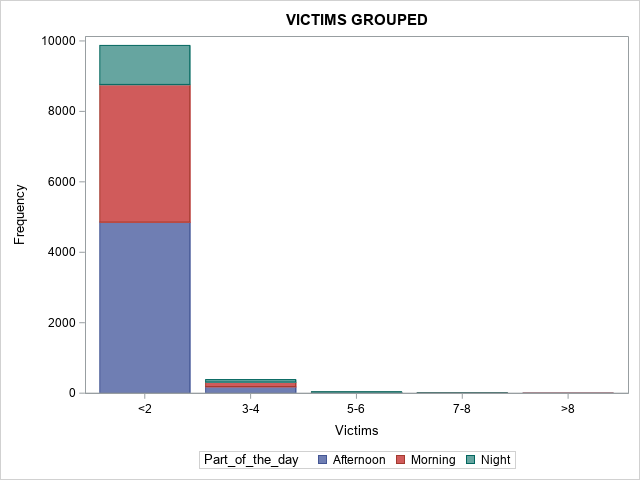 VICTIMS GROUPED
10000
8000
6000
4000
2000
0
Frequency
<2 3-4 5-6 7-8 >8
Victims
Part_of_the_day Afternoon Morning Night